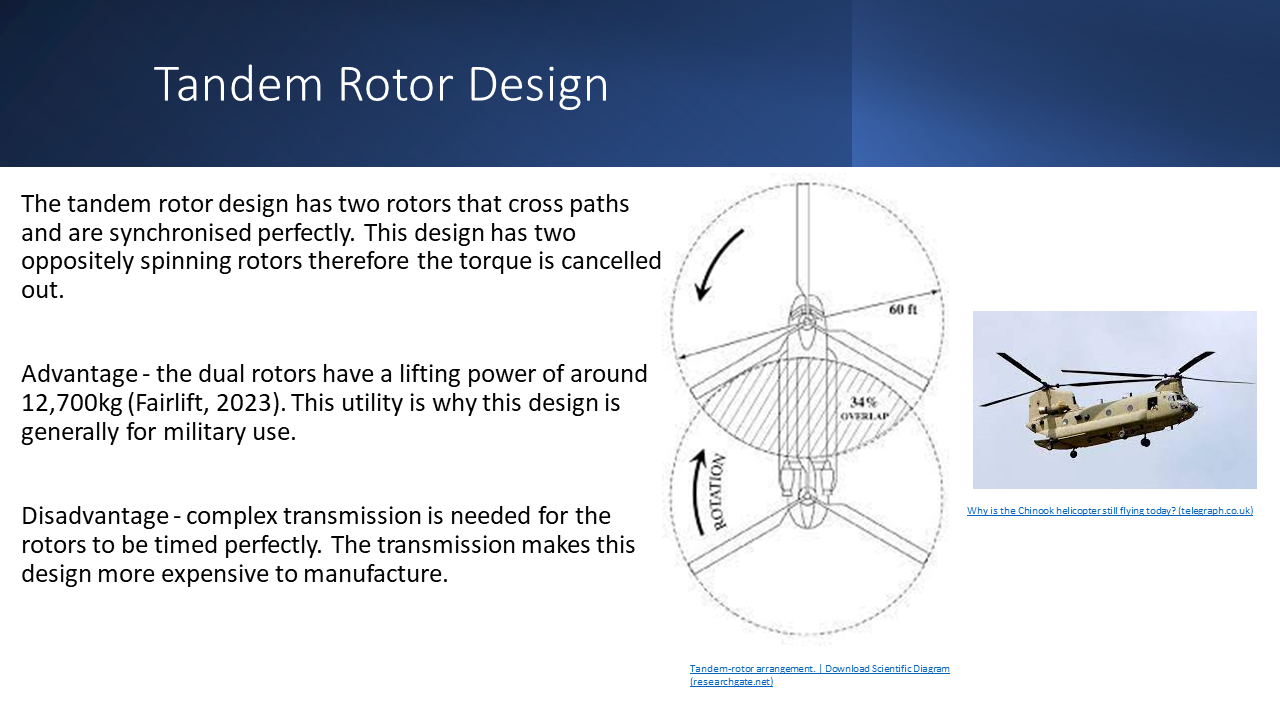 Tandem Rotor Design
The tandem rotor design has two rotors that cross paths
and are synchronised perfectly. This design has two
oppositely spinning rotors therefore the torque is cancelled
out.
Advantage - the dual rotors have a lifting power of around
12,700kg (Fairlift, 2023). This utility is why this design is
generally for military use.
Disadvantage - complex transmission is needed for the
rotors to be timed perfectly. The transmission makes this
design more expensive to manufacture.
60 ft
34%
OVERLAP
ROTATION
Why is the Chinook helicopter still flying today? (telegraph.co.uk)
Tandem-rotor arrangement. | Download Scientific Diagram
(researchgate.net)